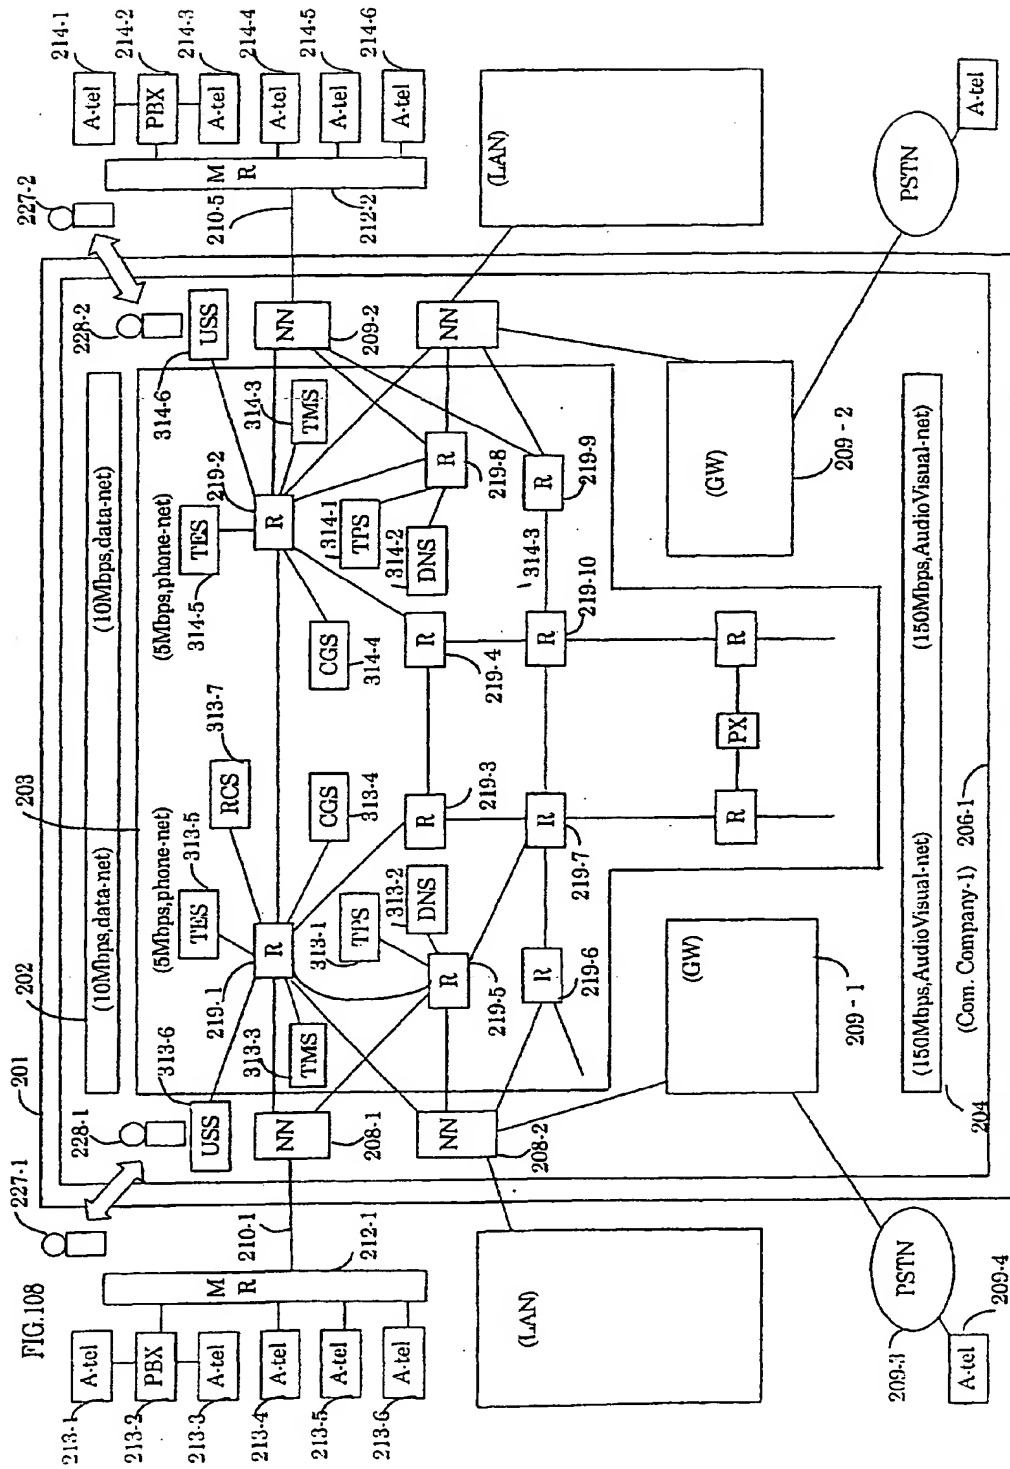 FIG.108
213-1
A-tel
213-2
PBX
213-3
A-tel
213-4
A-tel
213-5
A-tel
213-6
A-tel
M
R
212-1
210-1
227-1
228-1
201
202
203
(10Mbps,data-net)
(10Mbps,data-net)
(5Mbps,phone-net)
(5Mbps,phone-net)
313-6
USS
219-1
R
313-5
TES
313-7
RCS
313-3
TMS
313-4
CGS
NN
208-1
NN
208-2
313-1
TPS
313-2
DNS
R
219-5
R
219-6
R
219-3
R
219-7
R
PX
R
R
219-4
R
219-10
314-4
CGS
314-5
TES
219-2
R
314-6
USS
314-3
TMS
314-1
TPS
314-2
DNS
R
219-8
R
219-9
314-3
NN
209-2
NN
228-2
227-2
210-5
212-2
M
R
A-tel
214-1
PBX
214-2
A-tel
214-3
A-tel
214-4
A-tel
214-5
A-tel
214-6
(LAN)
(LAN)
(GW)
209 - 1
(GW)
209 - 2
PSTN
209-3
A-tel
209-4
PSTN
A-tel
204
(150Mbps,AudioVisual-net)
(150Mbps,AudioVisual-net)
(Com. Company-1) 206-1